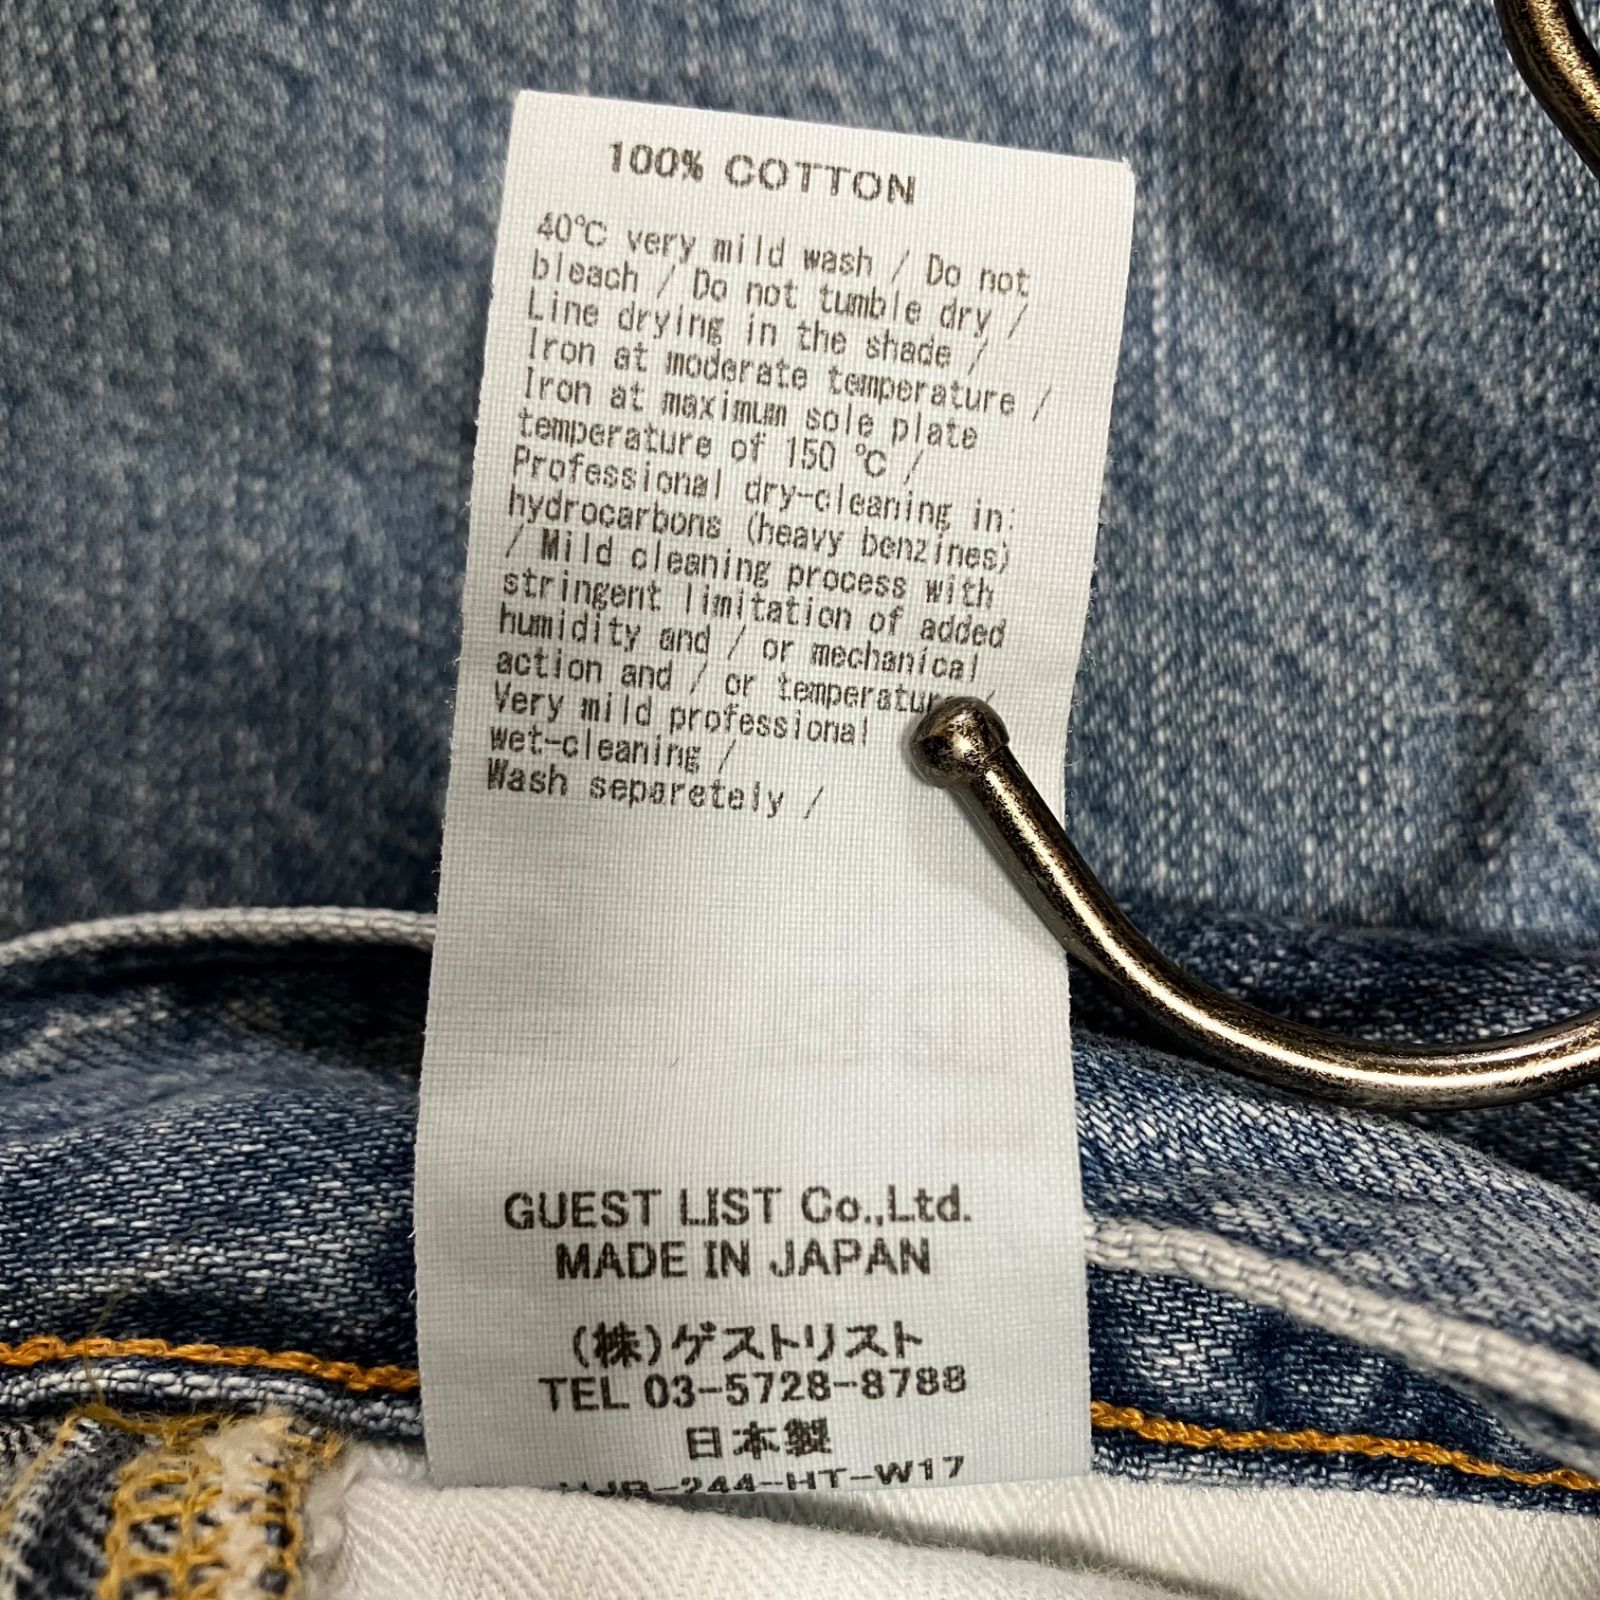 100% COTTON
40℃ very mild wash / Do not
bleach / Do not tumble dry /
Line drying in the shade /
Iron at moderate temperature /
Iron at maximum sole plate
temperature of 150 ℃ /
Professional dry-cleaning in:
hydrocarbons (heavy benzines)
/ Mild cleaning process with
stringent limitation of added
humidity and / or mechanical
action and / or
Very mild professional
wet-cleaning /
Wash separetely /
GUEST LIST Co.,Ltd.
MADE IN JAPAN
(株)ゲストリスト
TEL 03-5728-8788
日本製